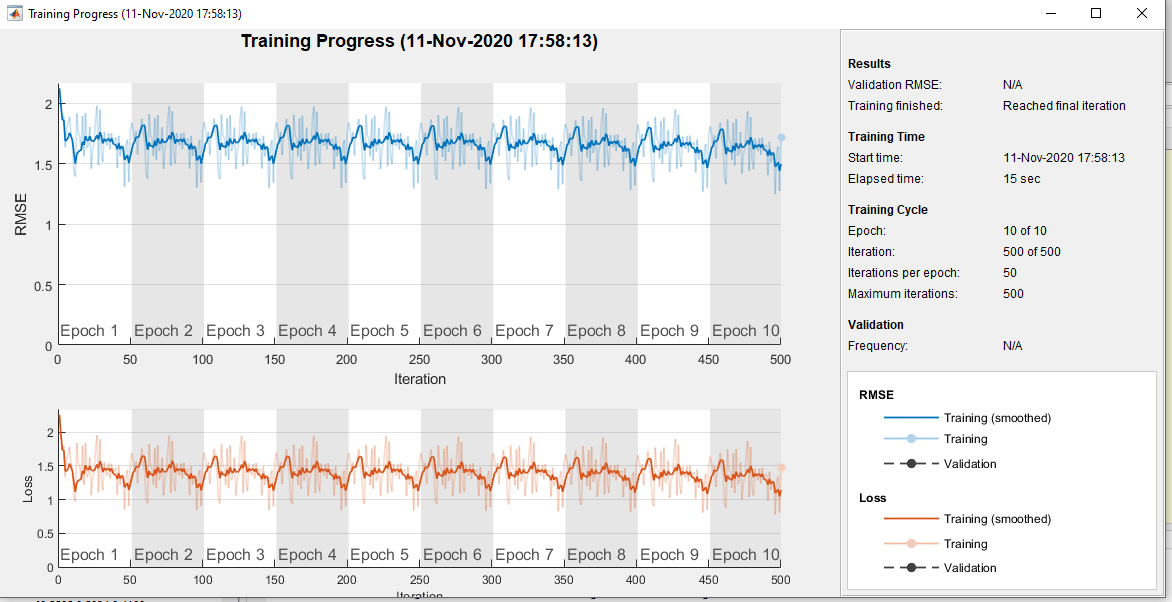 Training Progress (11-Nov-2020 17:58:13)
Training Progress (11-Nov-2020 17:58:13)
2
1.5
1
0.5
0
RMSE
Epoch 1 Epoch 2 Epoch 3 Epoch 4 Epoch 5 Epoch 6 Epoch 7 Epoch 8 Epoch 9 Epoch 10
0 50 100 150 200 250 300 350 400 450 500
Iteration
2
1.5
1
0.5
0
Loss
Epoch 1 Epoch 2 Epoch 3 Epoch 4 Epoch 5 Epoch 6 Epoch 7 Epoch 8 Epoch 9 Epoch 10
0 50 100 150 200 250 300 350 400 450 500
Iteration
Results
Validation RMSE: N/A
Training finished: Reached final iteration
Training Time
Start time: 11-Nov-2020 17:58:13
Elapsed time: 15 sec
Training Cycle
Epoch: 10 of 10
Iteration: 500 of 500
Iterations per epoch: 50
Maximum iterations: 500
Validation
Frequency: N/A
RMSE
Training (smoothed)
Training
Validation
Loss
Training (smoothed)
Training
Validation